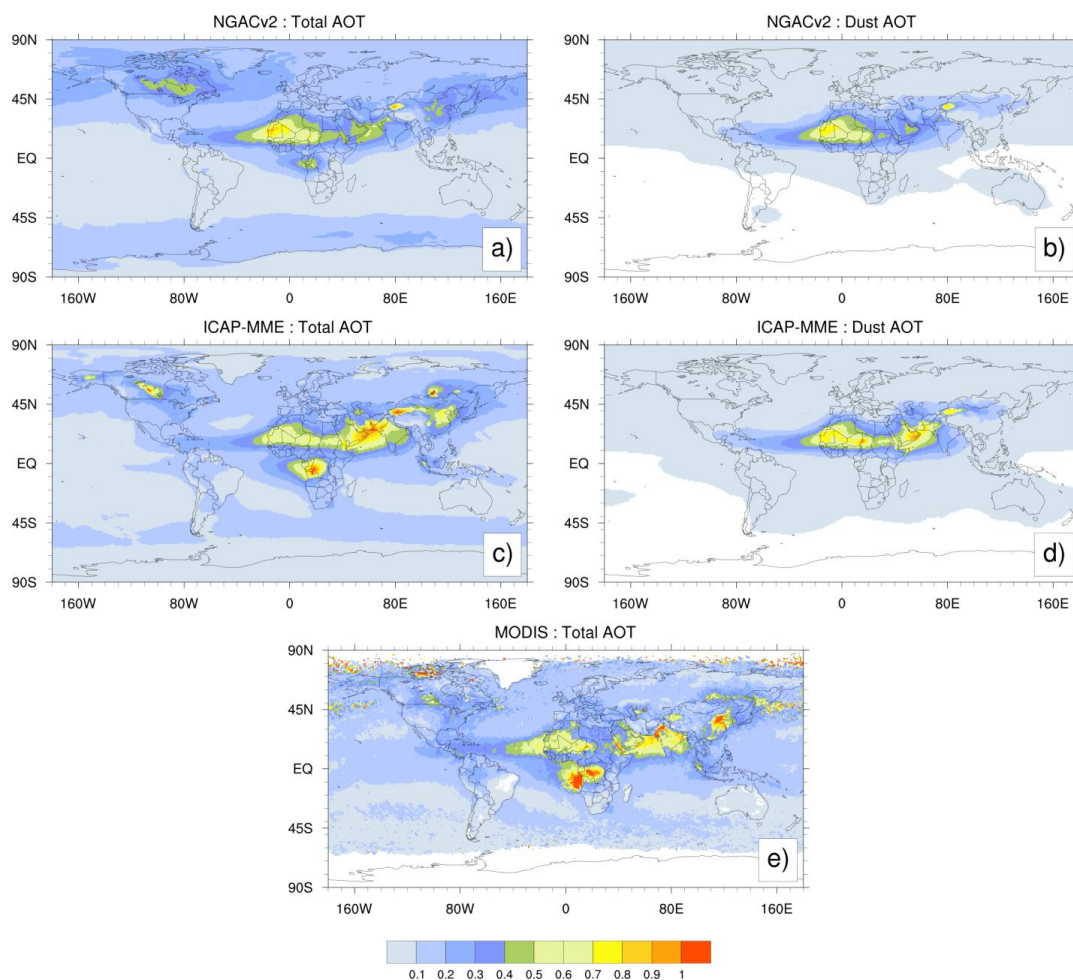 NGACv2 : Total AOT
90N
45N
EQ
45S
90S
160W 80W 0 80E 160E
a)
NGACv2 : Dust AOT
90N
45N
EQ
45S
90S
160W 80W 0 80E 160E
b)
ICAP-MME : Total AOT
90N
45N
EQ
45S
90S
160W 80W 0 80E 160E
c)
ICAP-MME : Dust AOT
90N
45N
EQ
45S
90S
160W 80W 0 80E 160E
d)
MODIS : Total AOT
90N
45N
EQ
45S
90S
160W 80W 0 80E 160E
e)
0.1 0.2 0.3 0.4 0.5 0.6 0.7 0.8 0.9 1